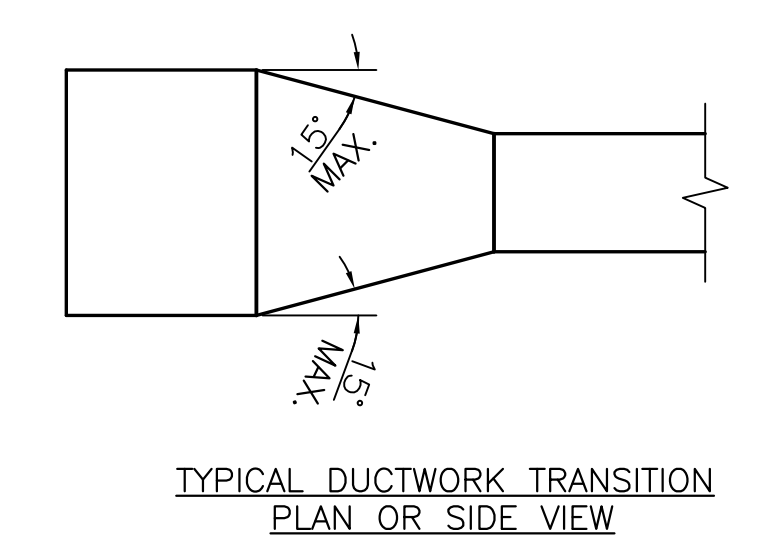 15°
MAX.
15°
MAX.
TYPICAL DUCTWORK TRANSITION
PLAN OR SIDE VIEW